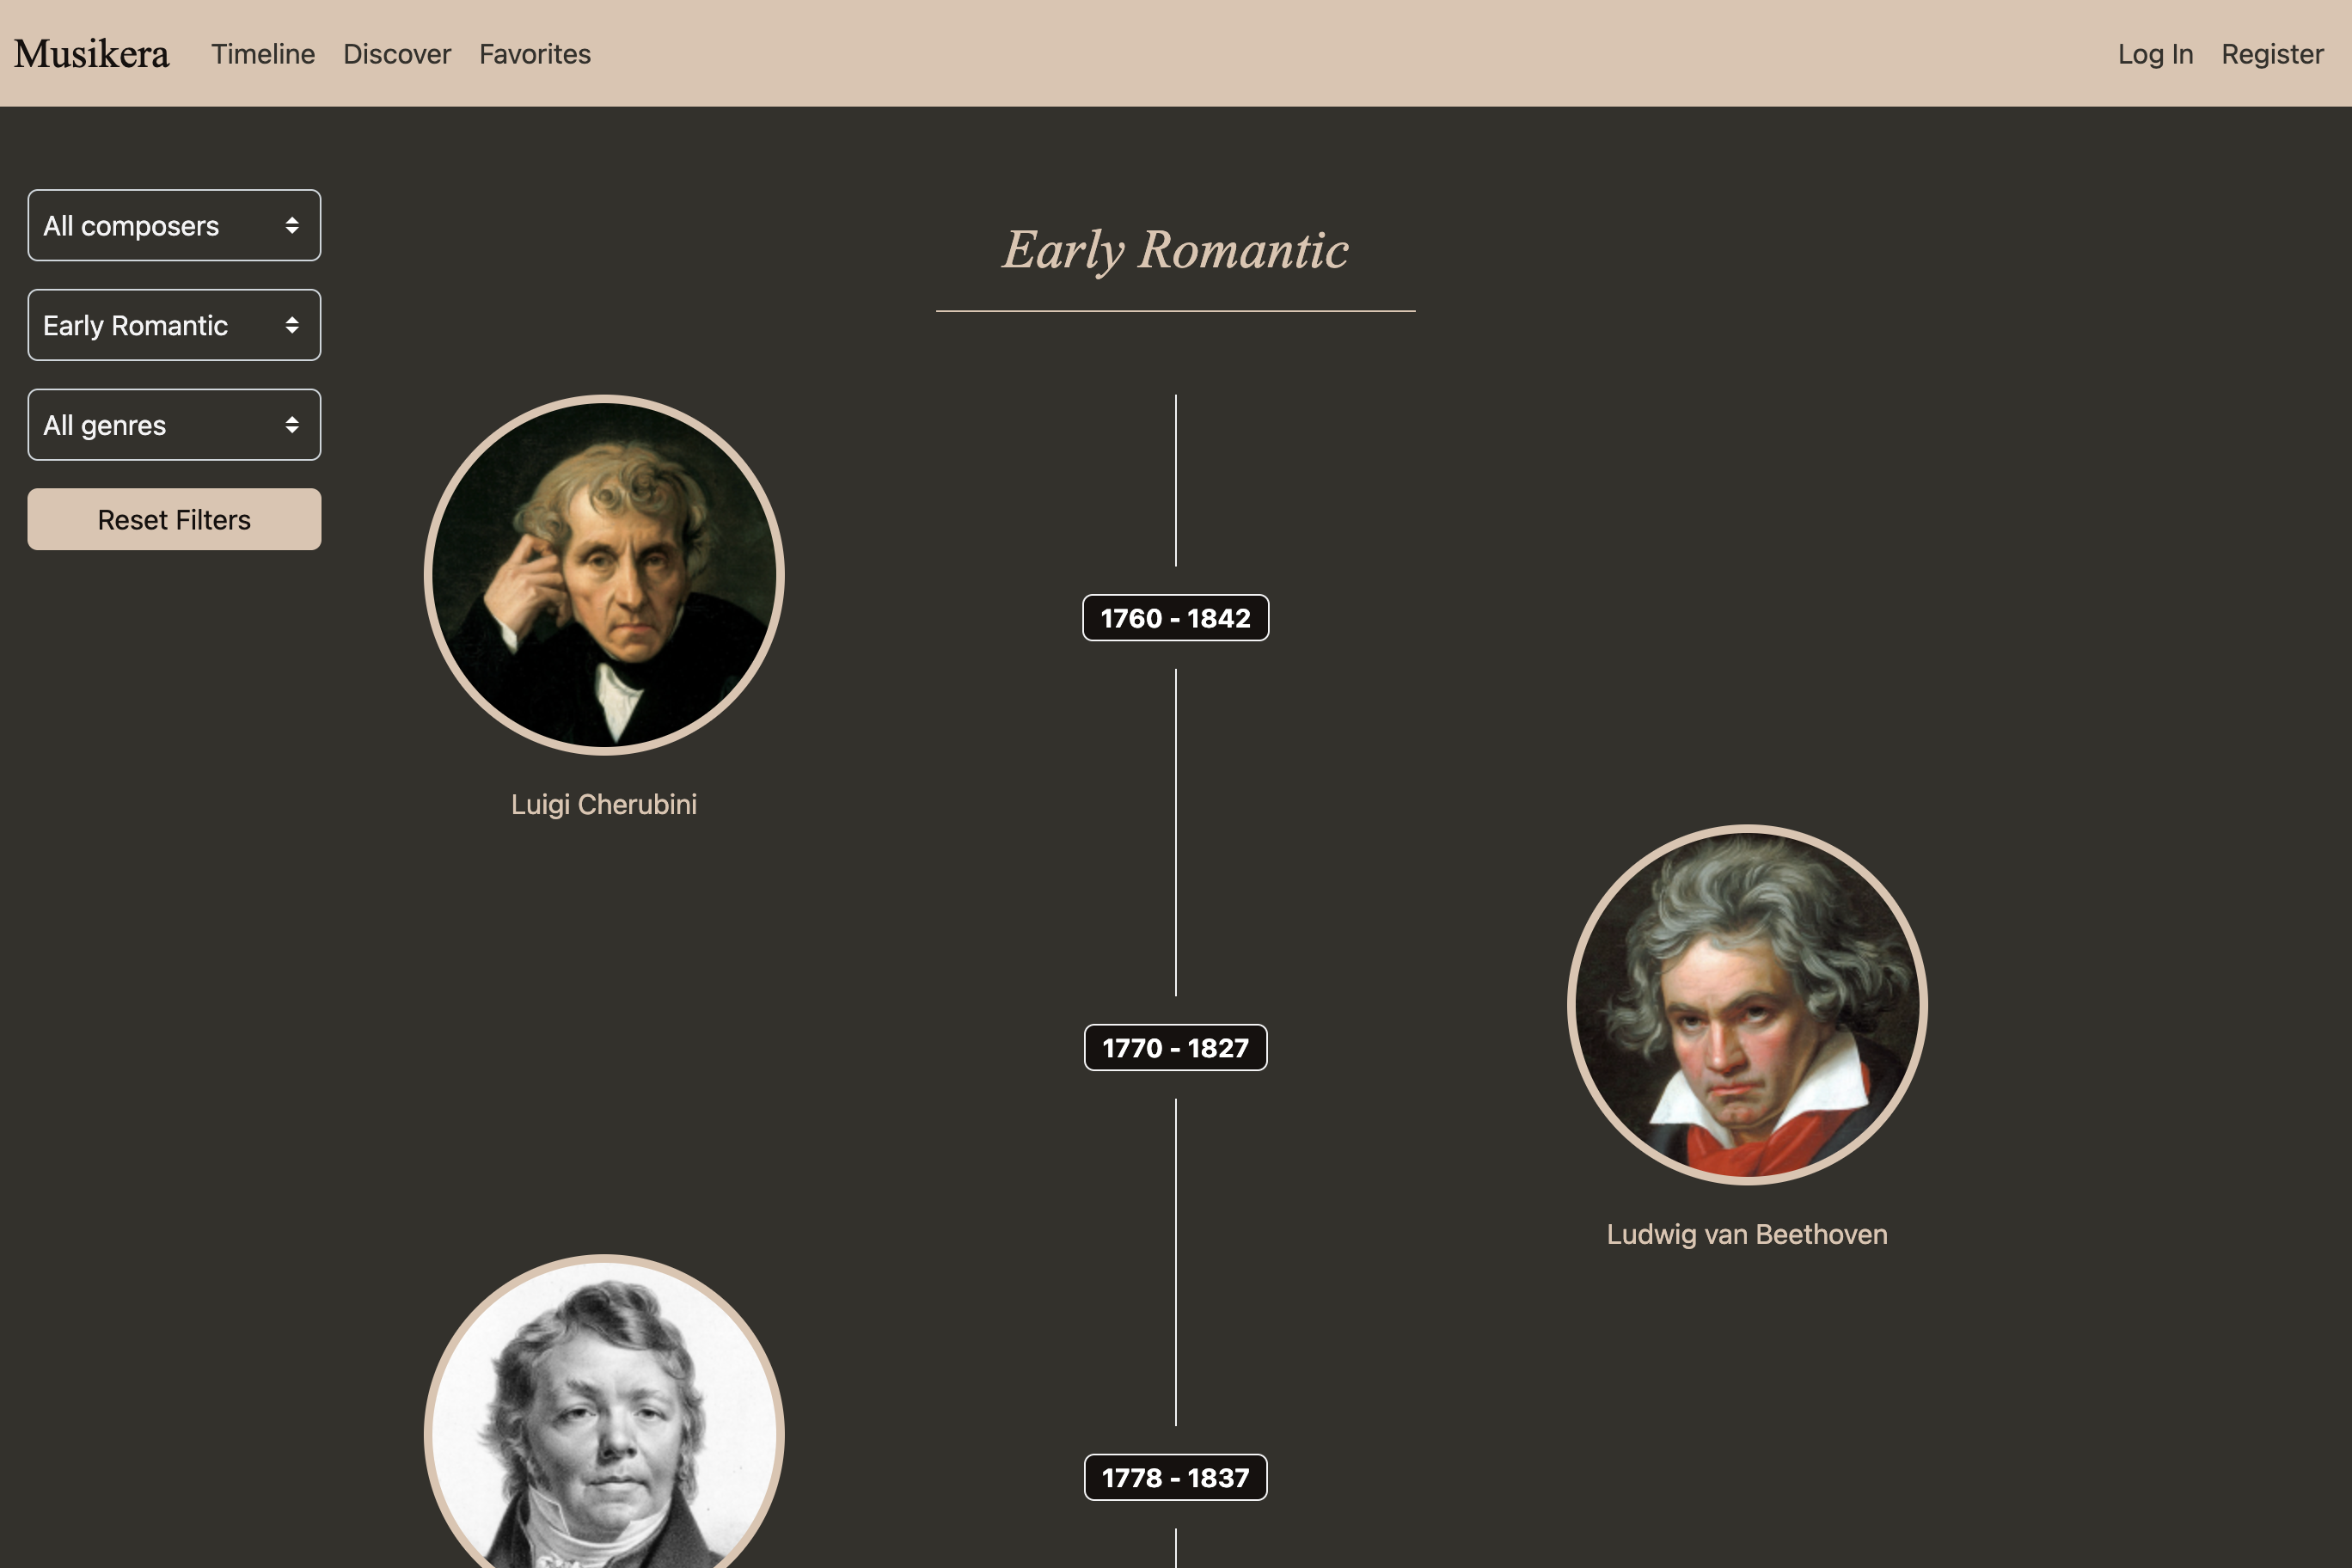 Musikera
Timeline
Discover
Favorites
Log In
Register
All composers
Early Romantic
All genres
Reset Filters
Early Romantic
1760 - 1842
Luigi Cherubini
1770 - 1827
Ludwig van Beethoven
1778 - 1837